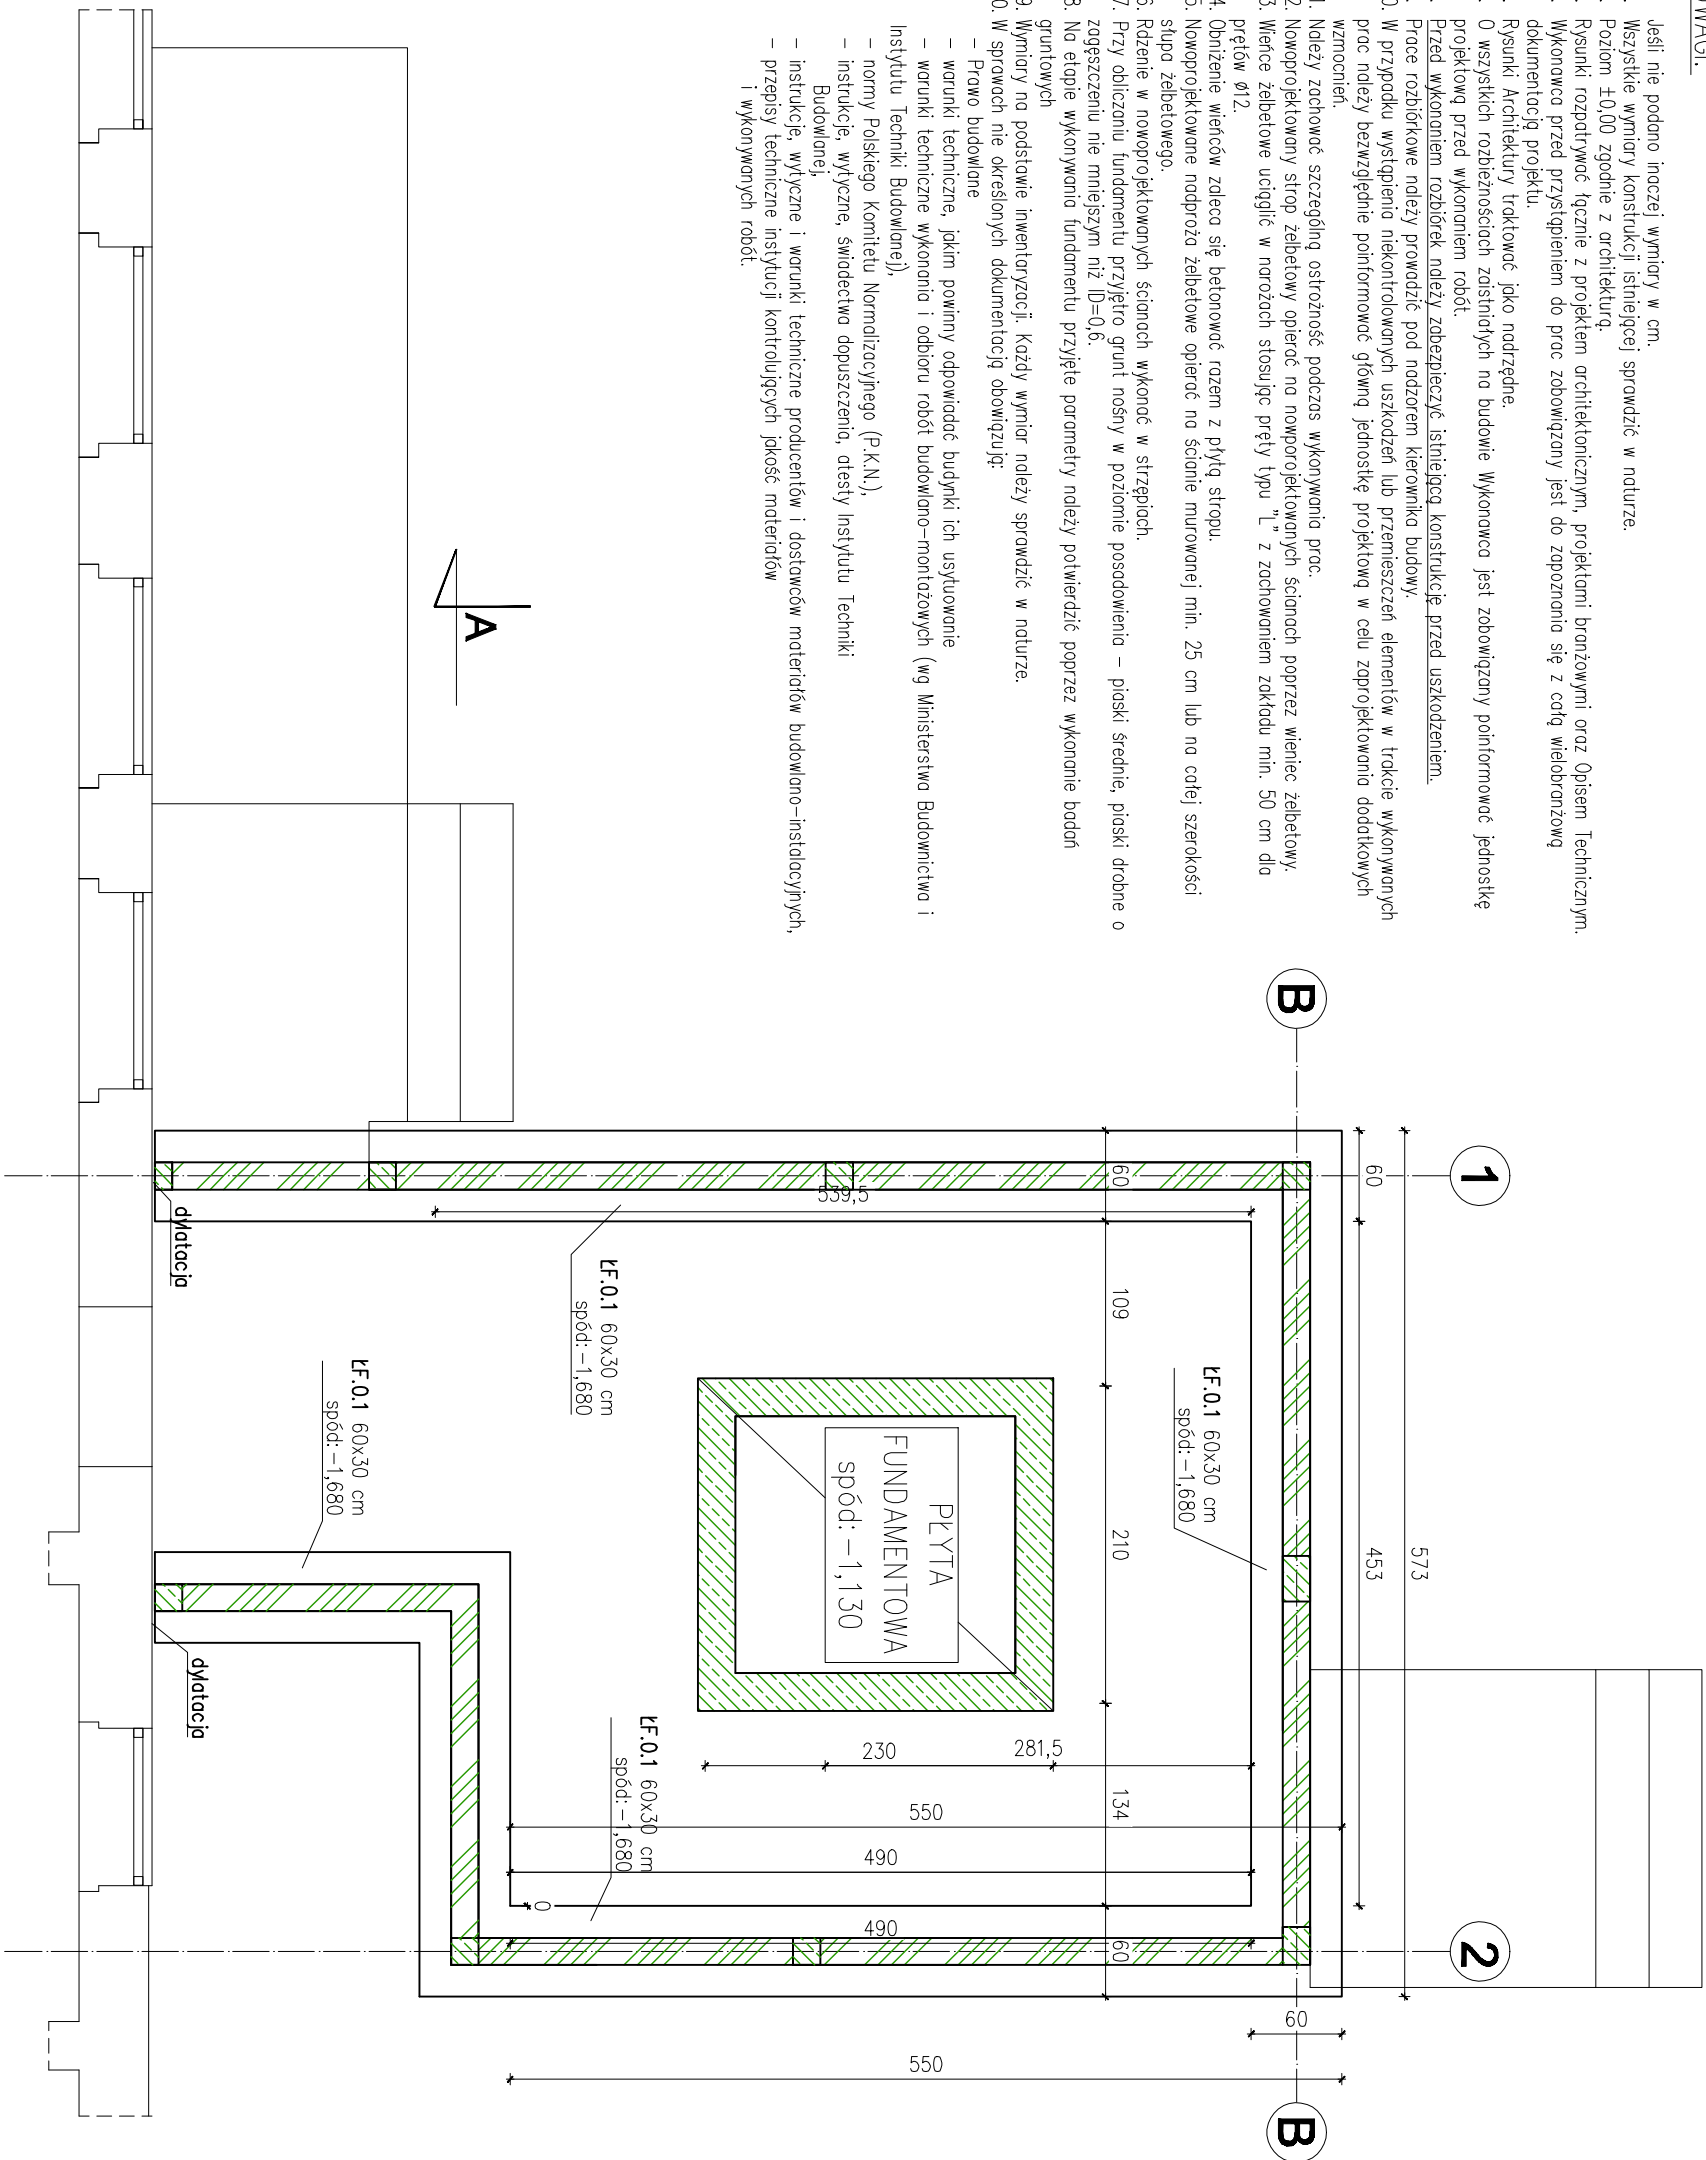 UWAGI:
Jeśli nie podano inaczej wymiary w cm.
Wszystkie wymiary konstrukcji istniejącej sprawdzić w naturze.
Poziom ±0,00 zgodnie z architekturą.
Rysunki rozpatrywać łącznie z projektem architektonicznym, projektami branżowymi oraz Opisem Technicznym.
Wykonawca przed przystąpieniem do prac zobowiązany jest do zapoznania się z całą wielobranżową
dokumentacją projektu.
Rysunki Architektury traktować jako nadrzędne.
O wszystkich rozbieżnościach zaistniałych na budowie Wykonawca jest zobowiązany poinformować jednostkę
projektową przed wykonaniem robót.
Przed wykonaniem rozbiórek należy zabezpieczyć istniejącą konstrukcję przed uszkodzeniem.
Prace rozbiórkowe należy prowadzić pod nadzorem kierownika budowy.
0. W przypadku wystąpienia niekontrolowanych uszkodzeń lub przemieszczeń elementów w trakcie wykonywanych
prac należy bezwzględnie poinformować główną jednostkę projektową w celu zaprojektowania dodatkowych
wzmocnień.
1. Należy zachować szczególną ostrożność podczas wykonywania prac.
2. Nowoprojektowany strop żelbetowy opierać na nowporojektowanych ścianach poprzez wieniec żelbetowy.
3. Wieńce żelbetowe uciąglić w narożach stosując pręty typu "L" z zachowaniem zakładu min. 50 cm dla
prętów ø12.
4. Obniżenie wieńców zaleca się betonować razem z płytą stropu.
5. Nowoprojektowane nadproża żelbetowe opierać na ścianie murowanej min. 25 cm lub na całej szerokości
słupa żelbetowego.
6. Rdzenie w nowoprojektowanych ścianach wykonać w strzępiach.
7. Przy obliczaniu fundamentu przyjętro grunt nośny w poziomie posadowienia – piaski średnie, piaski drobne o
zagęszczeniu nie mniejszym niż ID=0,6.
8. Na etapie wykonywania fundamentu przyjęte parametry należy potwierdzić poprzez wykonanie badań
gruntowych
9. Wymiary na podstawie inwentaryzacji. Każdy wymiar należy sprawdzić w naturze.
0. W sprawach nie określonych dokumentacją obowiązują:
– Prawo budowlane
– warunki techniczne, jakim powinny odpowiadać budynki ich usytuowanie
– warunki techniczne wykonania i odbioru robót budowlano–montażowych (wg Ministerstwa Budownictwa i
Instytutu Techniki Budowlanej),
– normy Polskiego Komitetu Normalizacyjnego (P.K.N.),
– instrukcje, wytyczne, świadectwa dopuszczenia, atesty Instytutu Techniki
Budowlanej,
– instrukcje, wytyczne i warunki techniczne producentów i dostawców materiałów budowlano–instalacyjnych,
– przepisy techniczne instytucji kontrolujących jakość materiałów
i wykonywanych robót.
A
B
1
60
573
453
60
539,5
109
210
134
60
ŁF.0.1 60x30 cm
spód:–1,680
ŁF.0.1 60x30 cm
spód:–1,680
PŁYTA
FUNDAMENTOWA
spód:–1,130
281,5
230
550
490
0
490
ŁF.0.1 60x30 cm
spód:–1,680
ŁF.0.1 60x30 cm
spód:–1,680
dylatacja
dylatacja
2
60
550
B